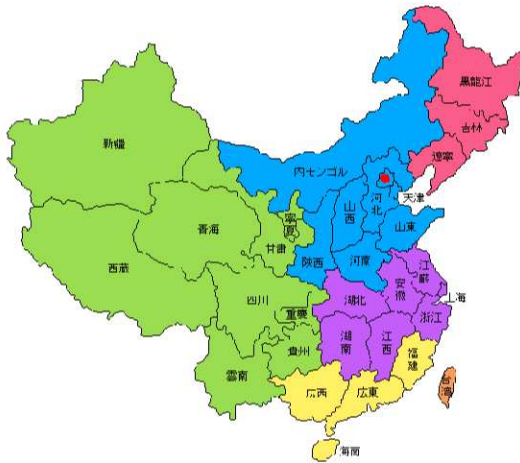 黒龍江
吉林
遼寧
新疆
内モンゴル
天津
河北
山西
寧夏
香海
甘粛
山東
西蔵
陝西
河南
江蘇
安徽
上海
四川
重慶
湖北
浙江
湖南
江西
貴州
福建
雲南
広西
広東
台湾
海南